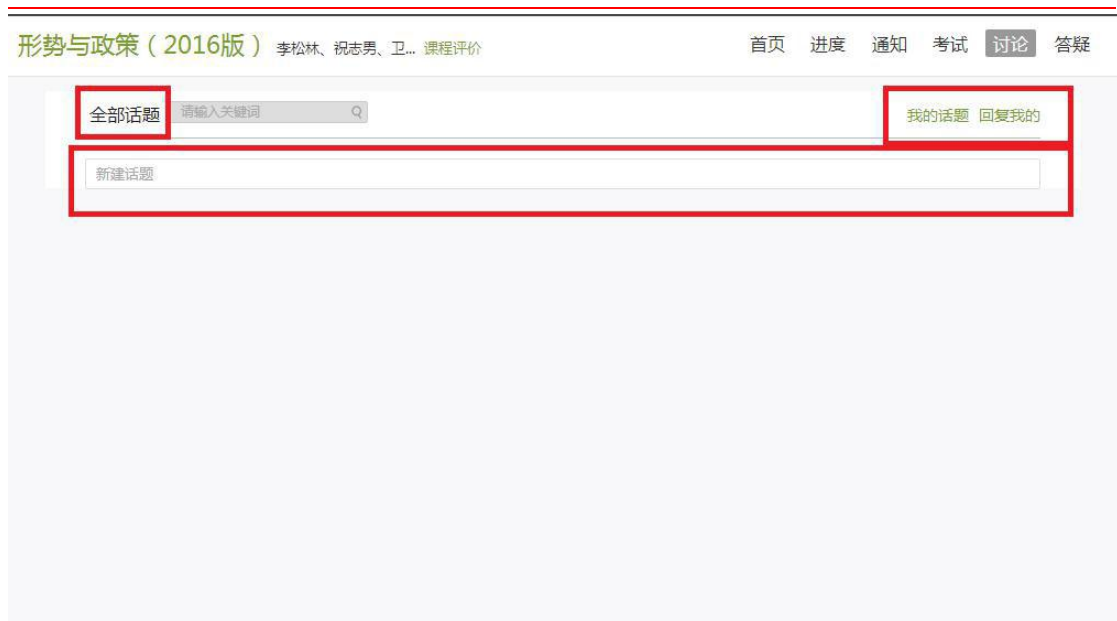 形势与政策（2016版） 李松林、祝志男、卫... 课程评价 首页 进度 通知 考试 讨论 答疑
全部话题 请输入关键词 我的话题 回复我的
新建话题